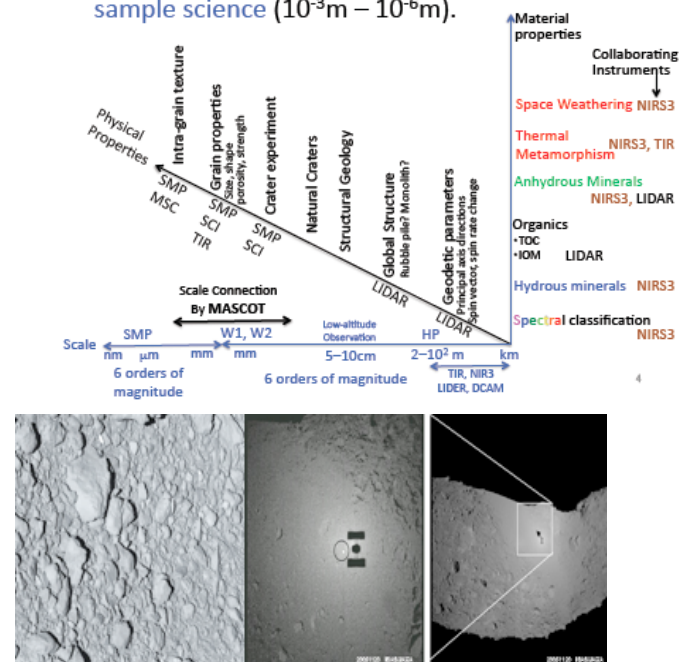 sample science (10⁻³m – 10⁻⁶m).
Material
properties
Collaborating
Instruments
Space Weathering NIRS3
Thermal
Metamorphism
NIRS3, TIR
Anhydrous Minerals
NIRS3, LIDAR
Organics
•TOC
•IOM LIDAR
Hydrous minerals NIRS3
Spectral classification
NIRS3
Physical
Properties
Intra-grain texture
Grain properties
Size, shape
porosity, strength
Crater experiment
Natural Craters
Structural Geology
Global Structure
Rubble pile? Monolith?
Geodetic parameters
Principal axis directions
Spin vector, spin rate change
SMP
MSC
SMP
SCI
TIR
SMP
SCI
LIDAR
LIDAR
Scale Connection
By MASCOT
Scale
SMP
W1, W2
Low-altitude
Observation
HP
nm µm mm mm 5–10cm 2–10² m km
6 orders of
magnitude
6 orders of magnitude
TIR, NIR3
LIDER, DCAM
4